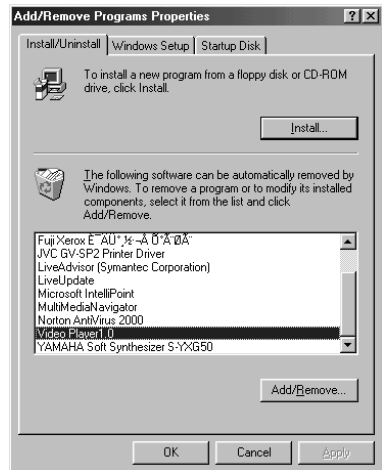 Add/Remove Programs Properties
Install/Uninstall Windows Setup Startup Disk
To install a new program from a floppy disk or CD-ROM
drive, click Install.
Install...
The following software can be automatically removed by
Windows. To remove a program or to modify its installed
components, select it from the list and click
Add/Remove.
Fuji Xerox
JVC GV-SP2 Printer Driver
LiveAdvisor (Symantec Corporation)
LiveUpdate
Microsoft IntelliPoint
MultiMediaNavigator
Norton AntiVirus 2000
Video Player1.0
YAMAHA Soft Synthesizer S-YXG50
Add/Remove...
OK Cancel Apply